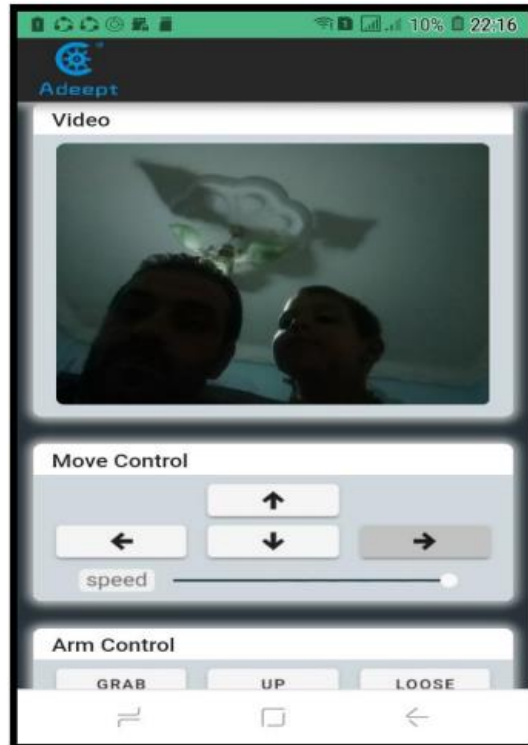 10% 22:16
Adeept
Video
Move Control
speed
Arm Control
GRAB UP LOOSE